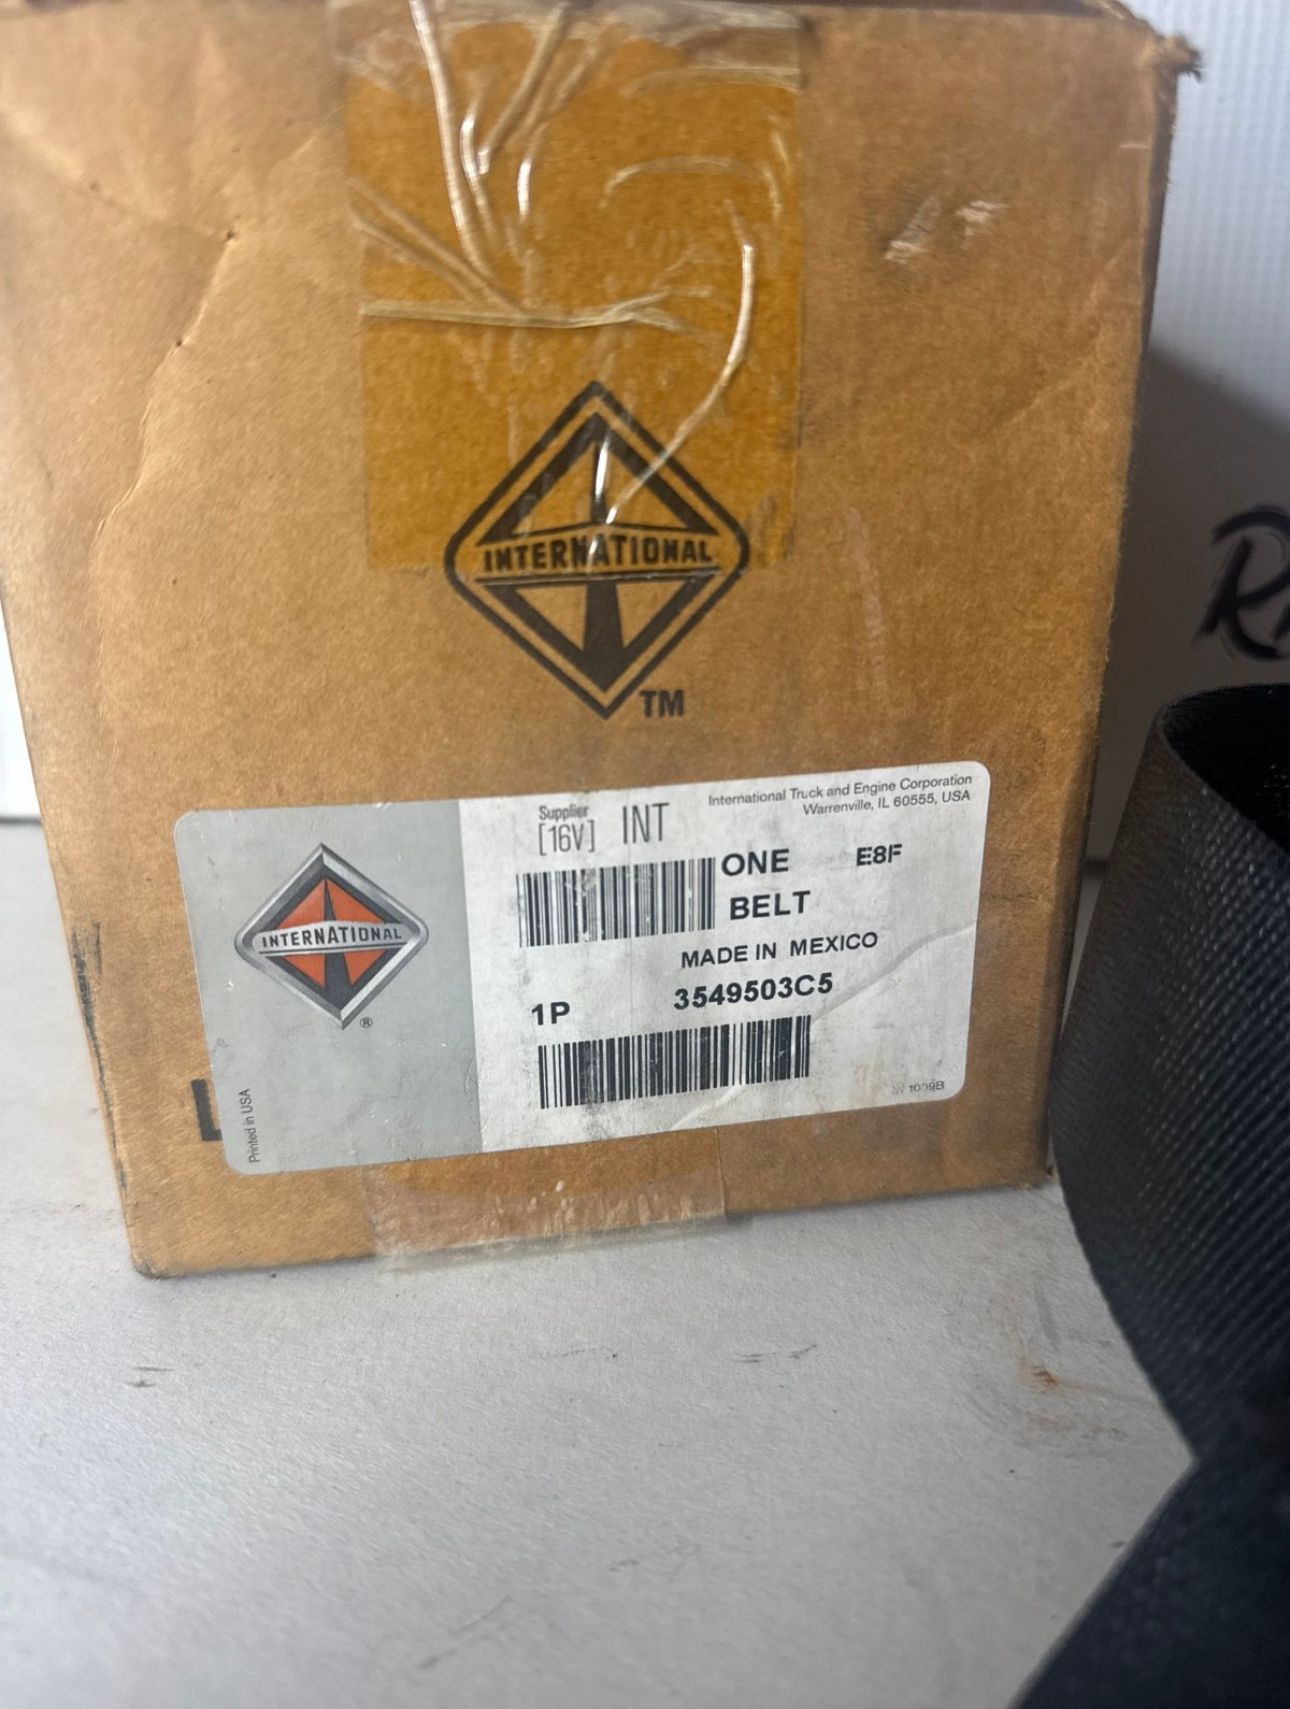 INTERNATIONAL
TM
International Truck and Engine Corporation
Warrenville, IL 60555, USA
Supplier
[16V] INT
ONE E8F
BELT
MADE IN MEXICO
1P 3549503C5
INTERNATIONAL
®
Printed in USA